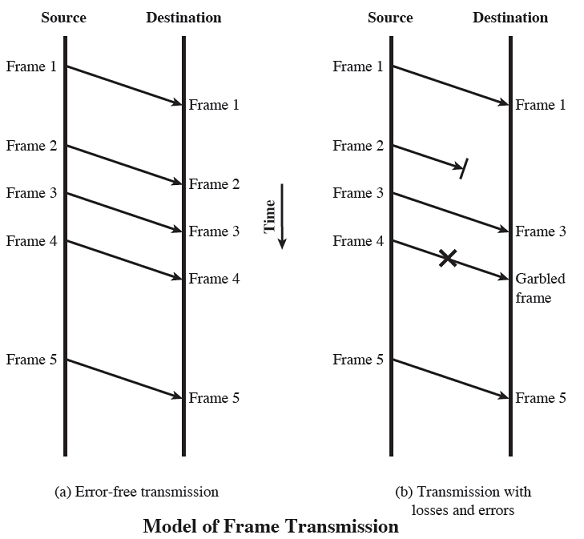 Source
Destination
Frame 1
Frame 1
Frame 2
Frame 2
Frame 3
Frame 3
Frame 4
Frame 4
Frame 5
Frame 5
(a) Error-free transmission
Time
Source
Destination
Frame 1
Frame 1
Frame 2
Frame 3
Frame 3
Frame 4
Garbled
frame
Frame 5
Frame 5
(b) Transmission with
losses and errors
Model of Frame Transmission